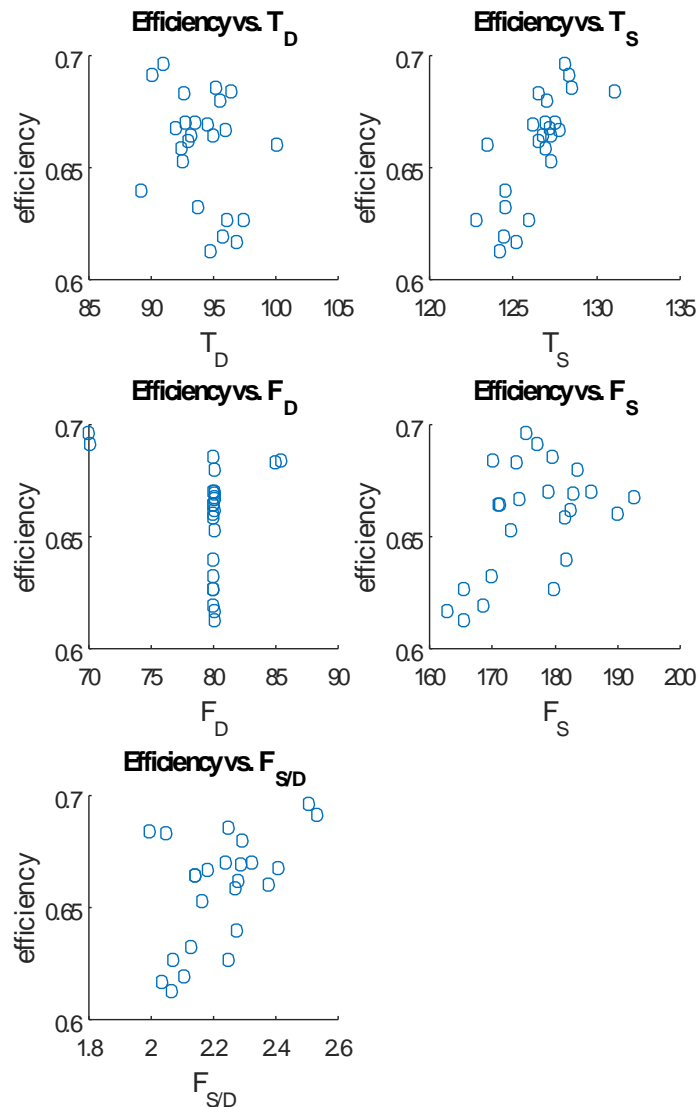 Efficiency vs. T_D
0.7
0.65
0.6
efficiency
85 90 95 100 105
T_D
Efficiency vs. T_S
0.7
0.65
0.6
efficiency
120 125 130 135
T_S
Efficiency vs. F_D
0.7
0.65
0.6
efficiency
70 75 80 85 90
F_D
Efficiency vs. F_S
0.7
0.65
0.6
efficiency
160 170 180 190 200
F_S
Efficiency vs. F_S/D
0.7
0.65
0.6
efficiency
1.8 2 2.2 2.4 2.6
F_S/D